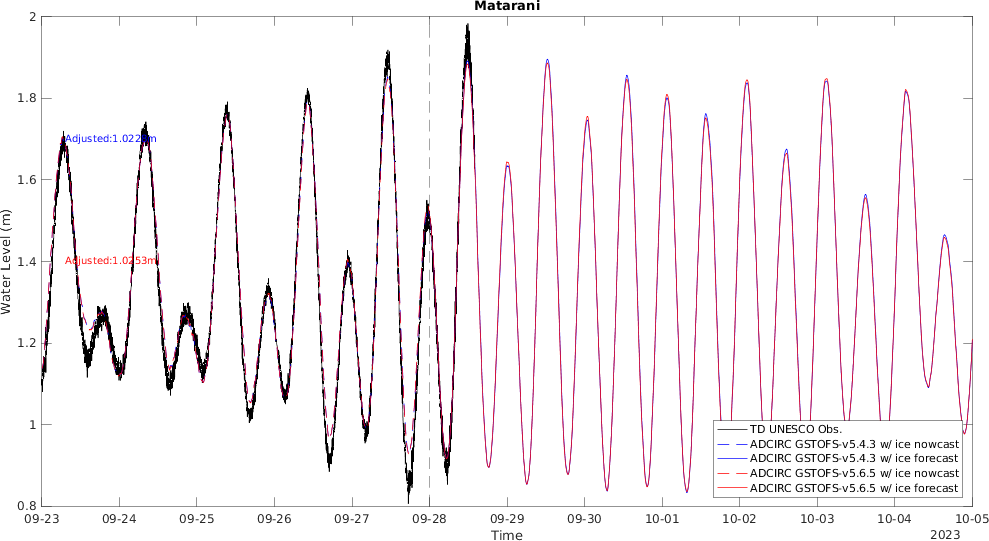 Matarani
2
1.8
1.6
1.4
1.2
1
0.8
Water Level (m)
Adjusted:1.0253m
TD UNESCO Obs.
ADCIRC GSTOFS-v5.4.3 w/ ice nowcast
ADCIRC GSTOFS-v5.4.3 w/ ice forecast
ADCIRC GSTOFS-v5.6.5 w/ ice nowcast
ADCIRC GSTOFS-v5.6.5 w/ ice forecast
09-23 09-24 09-25 09-26 09-27 09-28 09-29 09-30 10-01 10-02 10-03 10-04 10-05
Time
2023